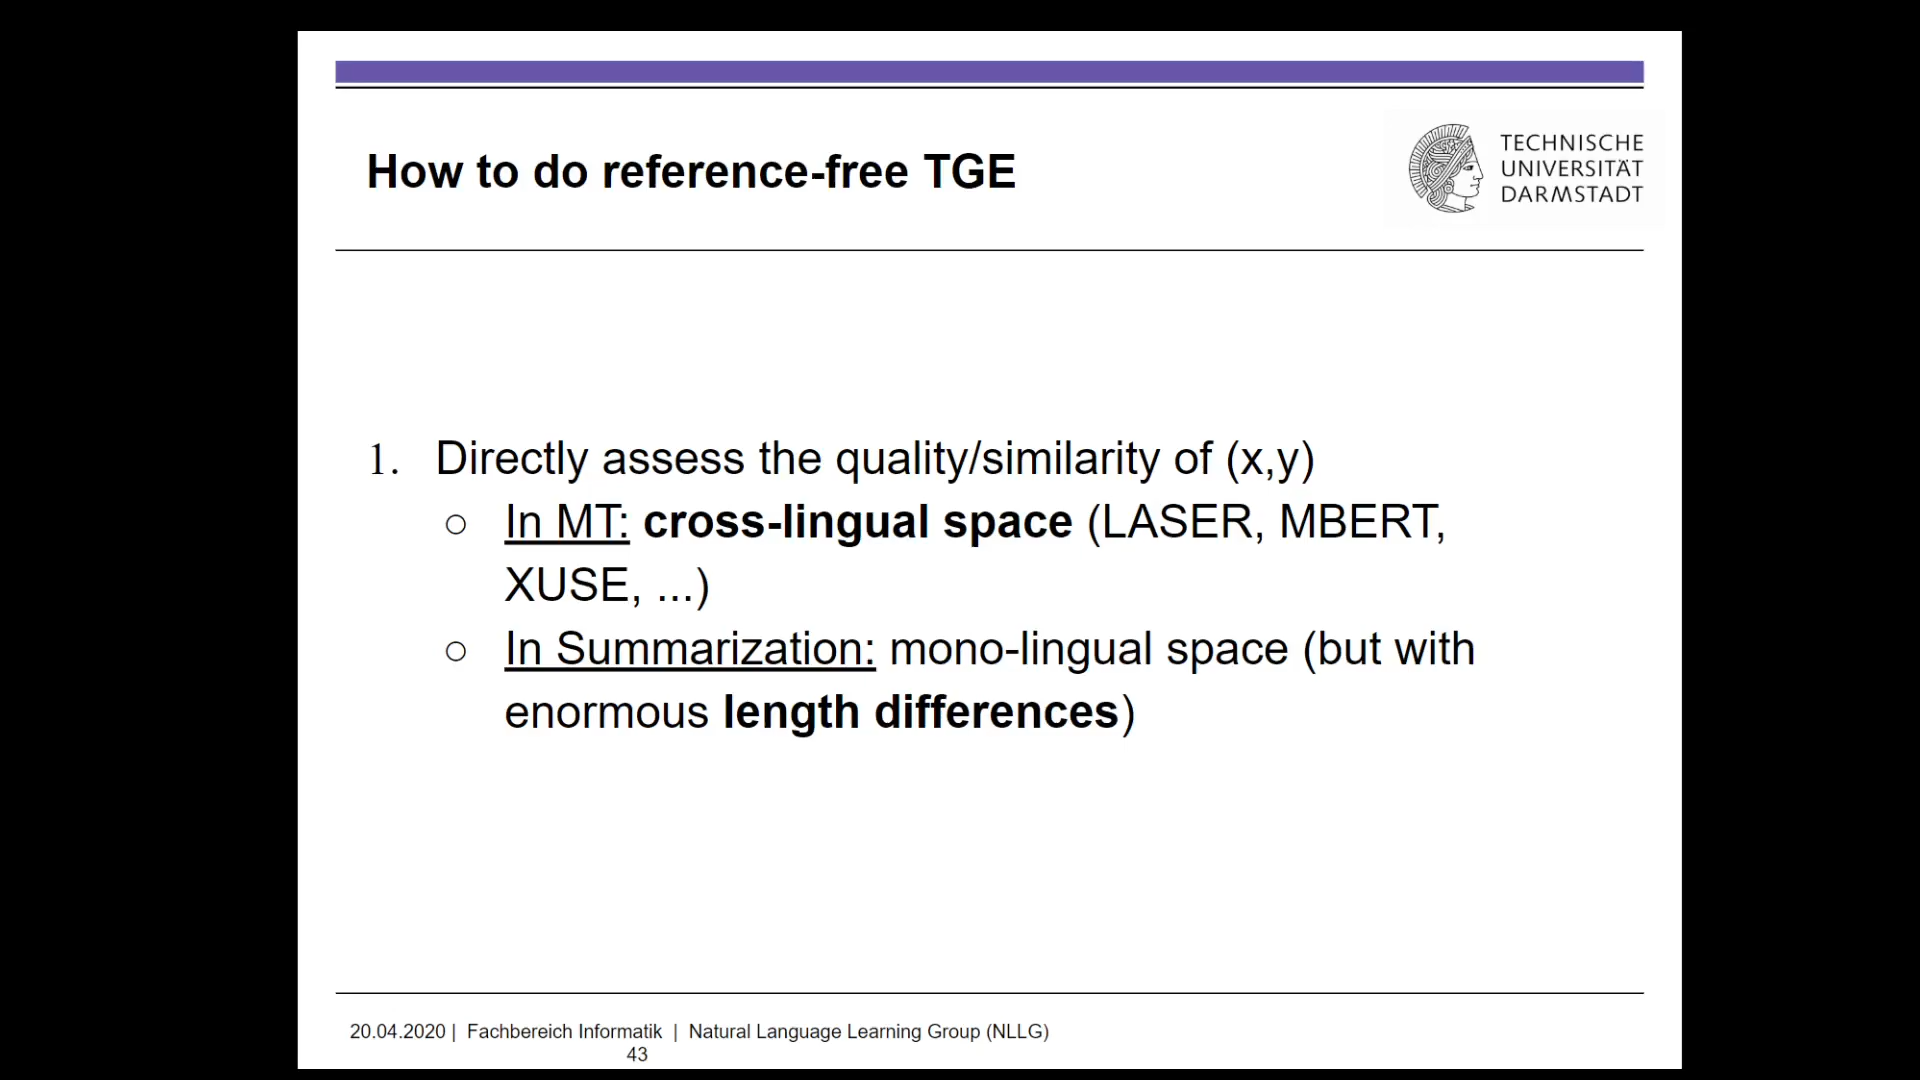 How to do reference-free TGE
TECHNISCHE
UNIVERSITÄT
DARMSTADT
1. Directly assess the quality/similarity of (x,y)
○ In MT: cross-lingual space (LASER, MBERT,
XUSE, ...)
○ In Summarization: mono-lingual space (but with
enormous length differences)
20.04.2020 | Fachbereich Informatik | Natural Language Learning Group (NLLG)
43